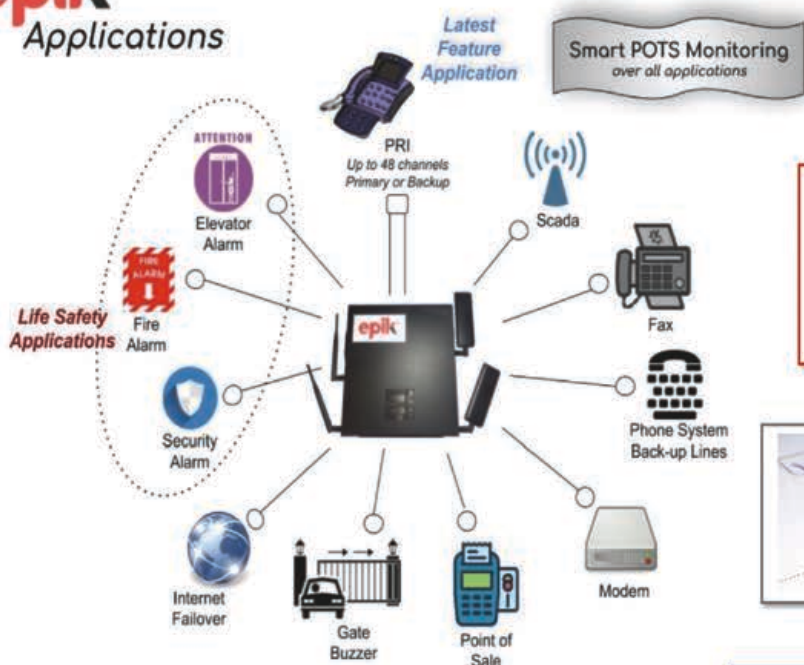 epik
Applications
Latest
Feature
Application
Smart POTS Monitoring
over all applications
PRI
Up to 48 channels
Primary or Backup
ATTENTION
Elevator
Alarm
Scada
FIRE
ALARM
Fire
Alarm
Life Safety
Applications
Fax
epik
Security
Alarm
Phone System
Back-up Lines
Internet
Failover
Gate
Buzzer
Point of
Sale
Modem